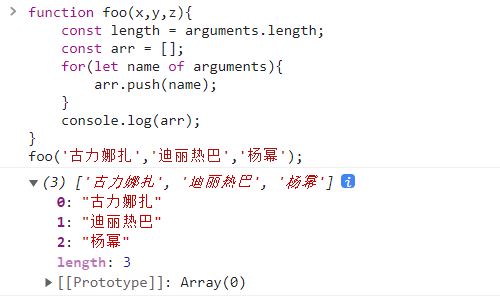 function foo(x,y,z){
const length = arguments.length;
const arr = [];
for(let name of arguments){
arr.push(name);
}
console.log(arr);
}
foo('古力娜扎','迪丽热巴','杨幂');
(3) ['古力娜扎', '迪丽热巴', '杨幂']
0: "古力娜扎"
1: "迪丽热巴"
2: "杨幂"
length: 3
[[Prototype]]: Array(0)